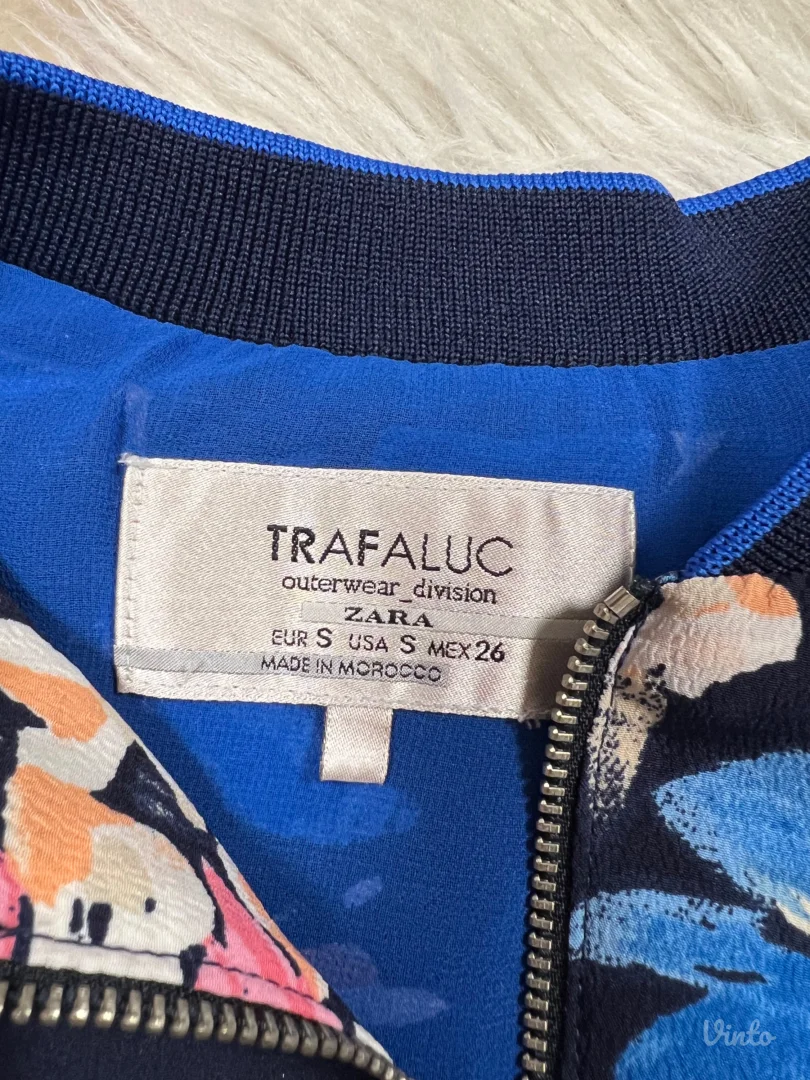 TRAFALUC
outerwear_division
ZARA
EUR S USA S MEX 26
MADE IN MOROCCO
Vinto